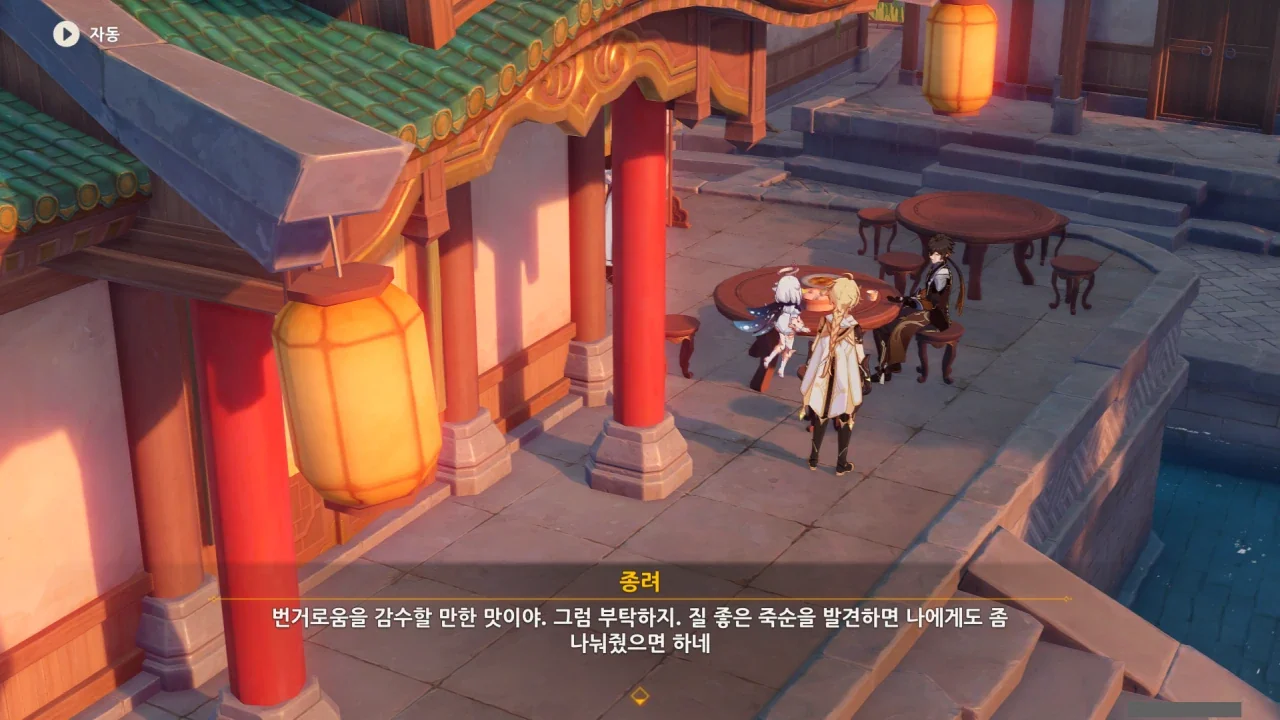 자동
종려
번거로움을 감수할 만한 맛이야. 그럼 부탁하지. 질 좋은 죽순을 발견하면 나에게도 좀
나눠줬으면 하네